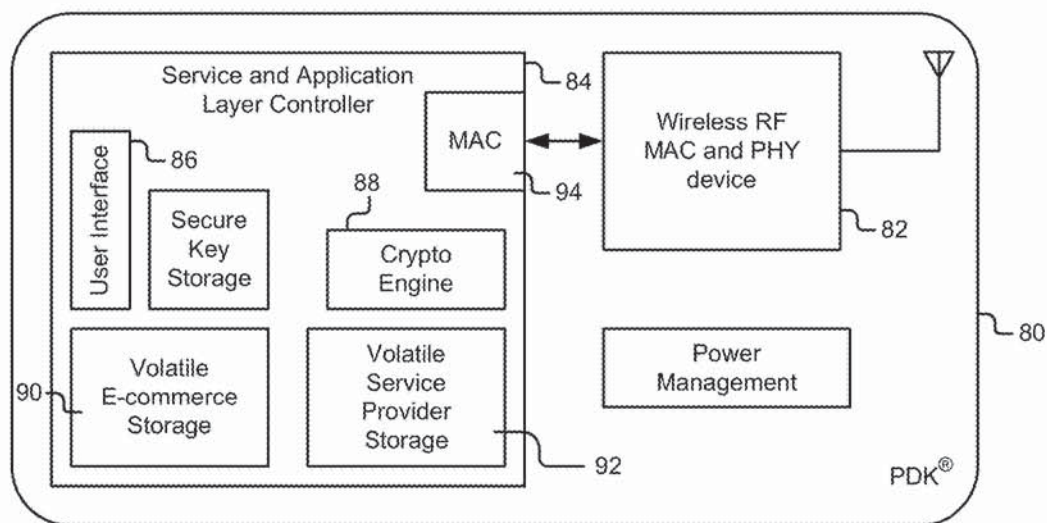 Service and Application
Layer Controller
84
MAC
94
User Interface
86
Secure
Key
Storage
88
Crypto
Engine
Volatile
E-commerce
Storage
90
Volatile
Service
Provider
Storage
92
Wireless RF
MAC and PHY
device
82
Power
Management
80
PDK®